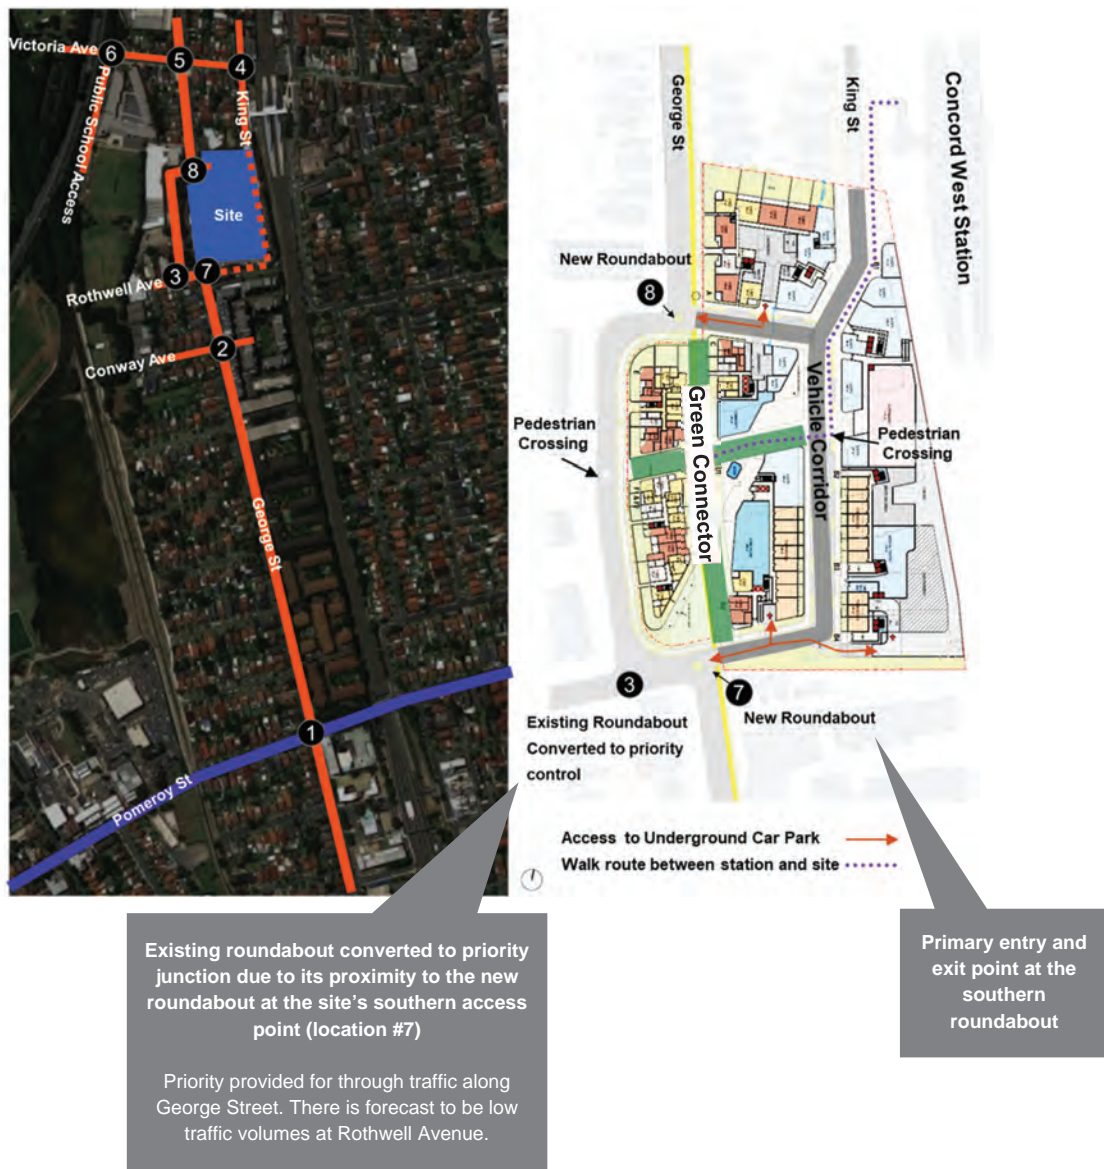 Victoria Ave
6
5
4
Public School Access
King St
8
Site
7
3
Rothwell Ave
2
Conway Ave
George St
1
Pomeroy St
George St
King St
Concord West Station
New Roundabout
8
Green Connector
Vehicle Corridor
Pedestrian
Crossing
Pedestrian
Crossing
3
7
Existing Roundabout
Converted to priority
control
New Roundabout
Access to Underground Car Park
Walk route between station and site
Existing roundabout converted to priority
junction due to its proximity to the new
roundabout at the site’s southern access
point (location #7)
Priority provided for through traffic along
George Street. There is forecast to be low
traffic volumes at Rothwell Avenue.
Primary entry and
exit point at the
southern
roundabout